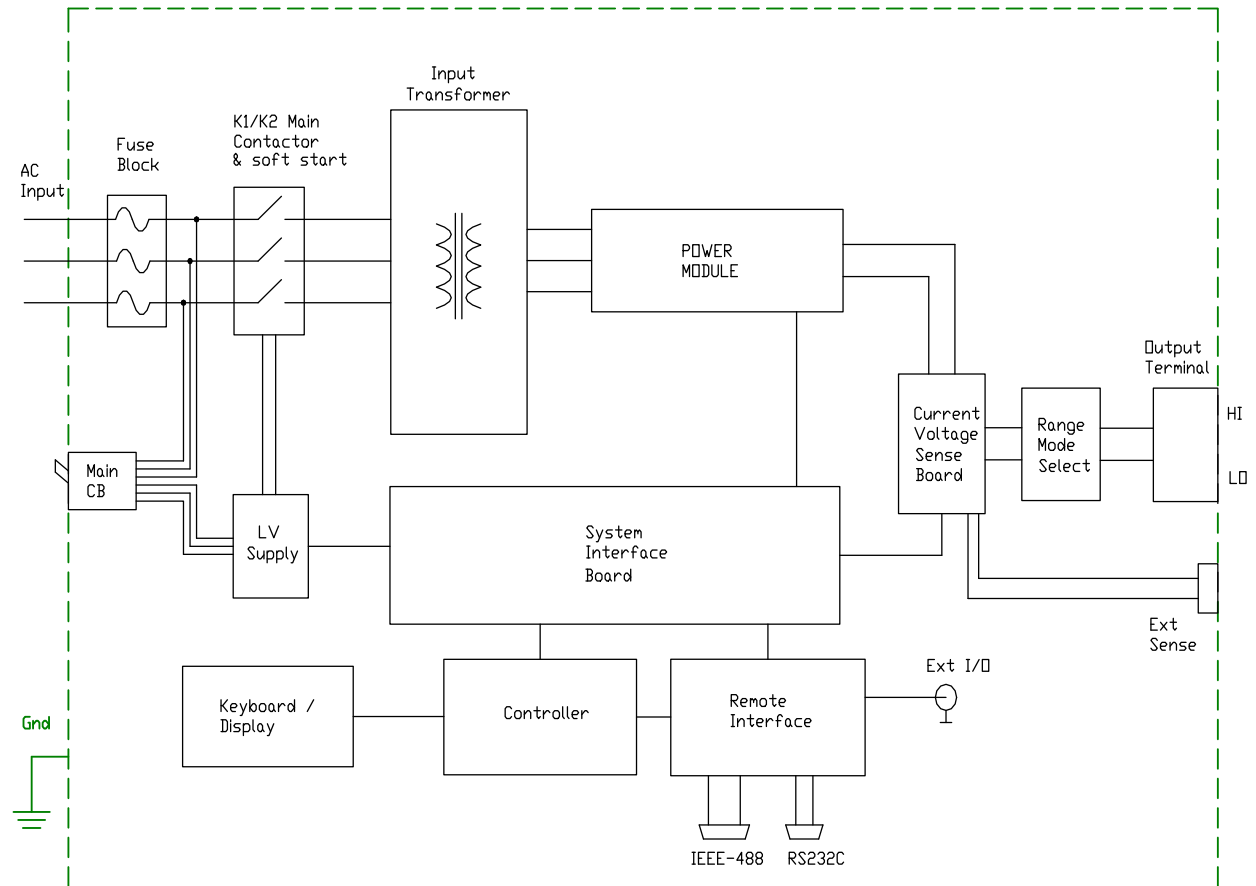 Input
Transformer
K1/K2 Main
Contactor
& soft start
Fuse
Block
AC
Input
POWER
MODULE
Output
Terminal
HI
LO
Current
Voltage
Sense
Board
Range
Mode
Select
Main
CB
LV
Supply
System
Interface
Board
Ext
Sense
Ext I/O
Keyboard /
Display
Controller
Remote
Interface
Gnd
IEEE-488
RS232C